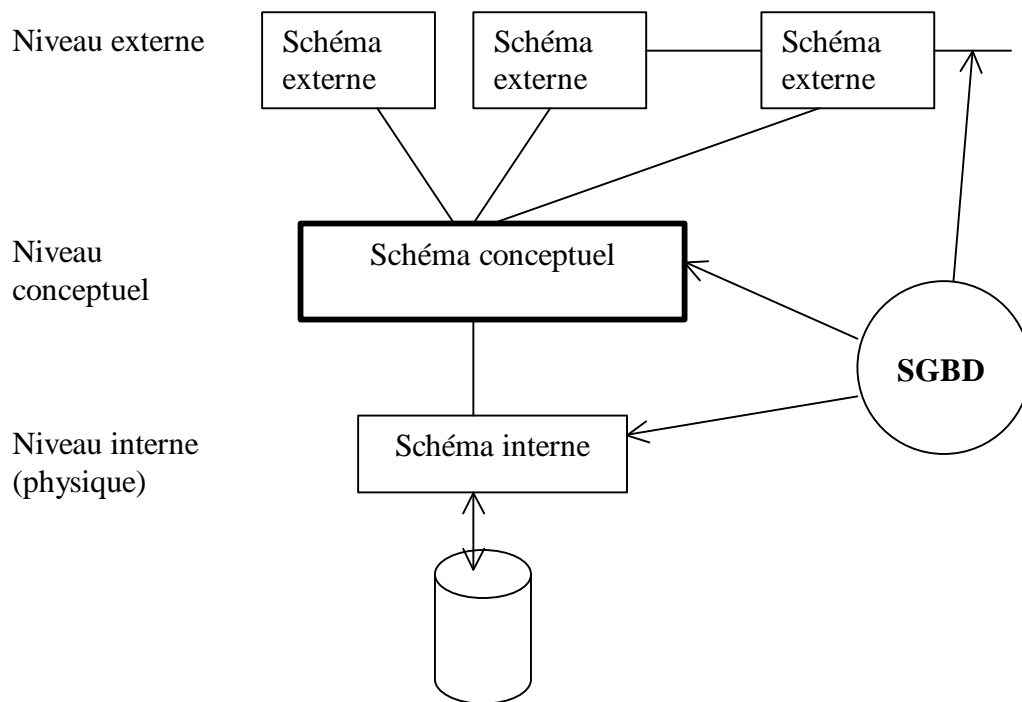 Niveau externe
Schéma
externe
Schéma
externe
Schéma
externe
Niveau
conceptuel
Schéma conceptuel
SGBD
Niveau interne
(physique)
Schéma interne